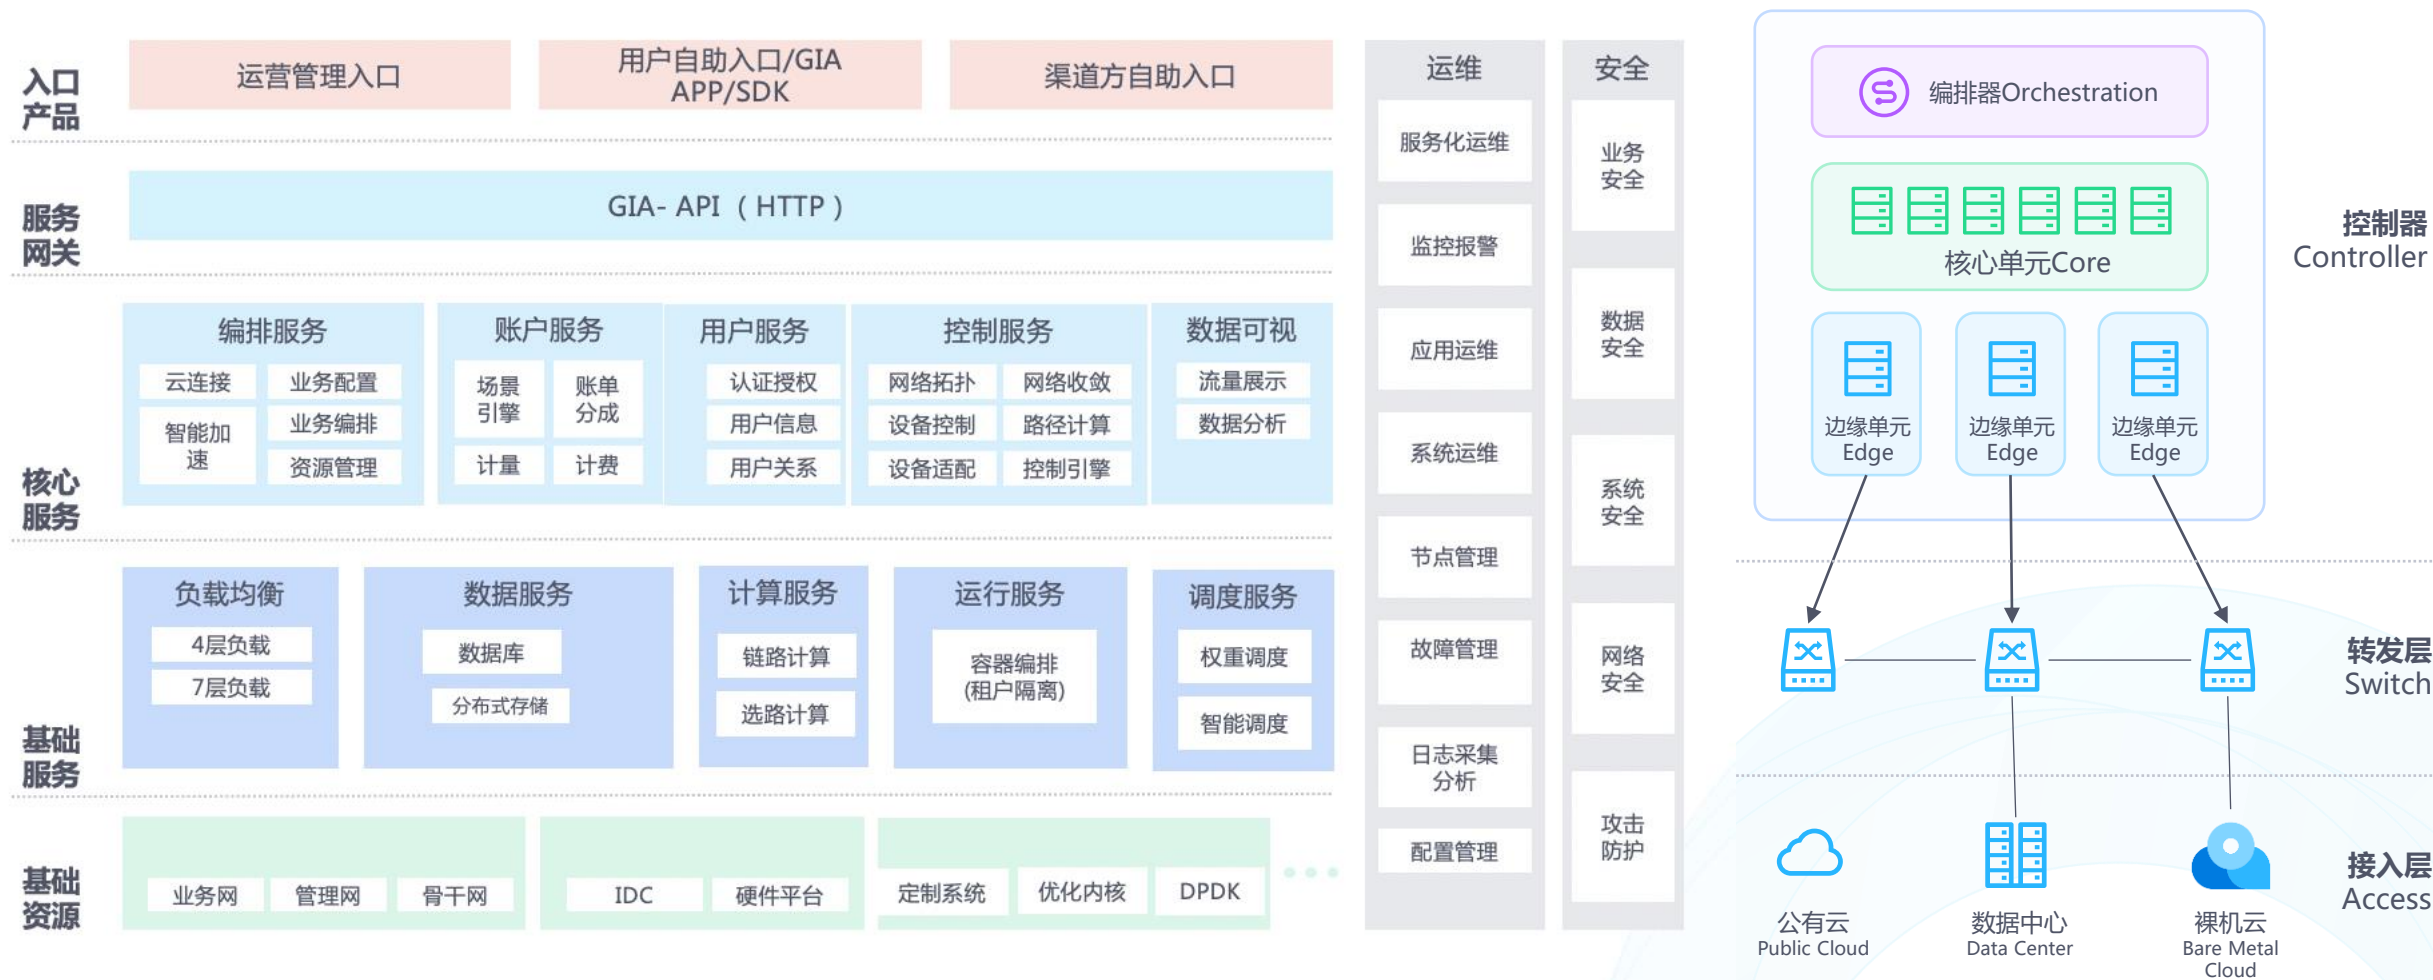 入口
产品
运营管理入口
用户自助入口/GIA
APP/SDK
渠道方自助入口
服务
网关
GIA- API （ HTTP ）
核心
服务
编排服务
云连接
业务配置
智能加
速
业务编排
资源管理
账户服务
场景
引擎
账单
分成
计量
计费
用户服务
认证授权
用户信息
用户关系
控制服务
网络拓扑
网络收敛
设备控制
路径计算
设备适配
控制引擎
数据可视
流量展示
数据分析
基础
服务
负载均衡
4层负载
7层负载
数据服务
数据库
分布式存储
计算服务
链路计算
选路计算
运行服务
容器编排
(租户隔离)
调度服务
权重调度
智能调度
基础
资源
业务网
管理网
骨干网
IDC
硬件平台
定制系统
优化内核
DPDK
运维
服务化运维
监控报警
应用运维
系统运维
节点管理
故障管理
日志采集
分析
配置管理
安全
业务
安全
数据
安全
系统
安全
网络
安全
攻击
防护
编排器Orchestration
核心单元Core
边缘单元
Edge
边缘单元
Edge
边缘单元
Edge
控制器
Controller
转发层
Switch
公有云
Public Cloud
数据中心
Data Center
裸机云
Bare Metal
Cloud
接入层
Access